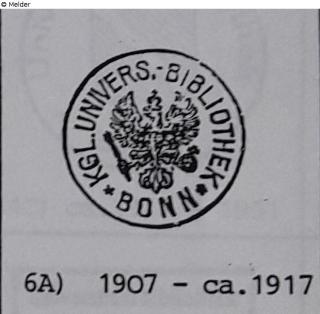 © Melder
KGL. UNIVERS.-BIBLIOTHEK
* BONN *
6A) 1907 - ca.1917